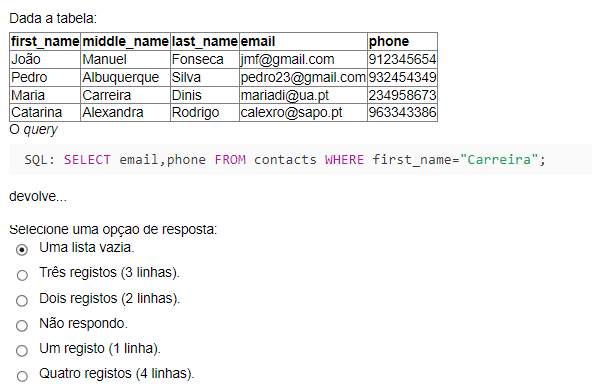 Dada a tabela:
first_name middle_name last_name email phone
João Manuel Fonseca jmf@gmail.com 912345654
Pedro Albuquerque Silva pedro23@gmail.com 932454349
Maria Carreira Dinis mariadi@ua.pt 234958673
Catarina Alexandra Rodrigo calexro@sapo.pt 963343386
O query
SQL: SELECT email,phone FROM contacts WHERE first_name="Carreira";
devolve...
Selecione uma opção de resposta:
Uma lista vazia.
Três registos (3 linhas).
Dois registos (2 linhas).
Não respondo.
Um registo (1 linha).
Quatro registos (4 linhas).